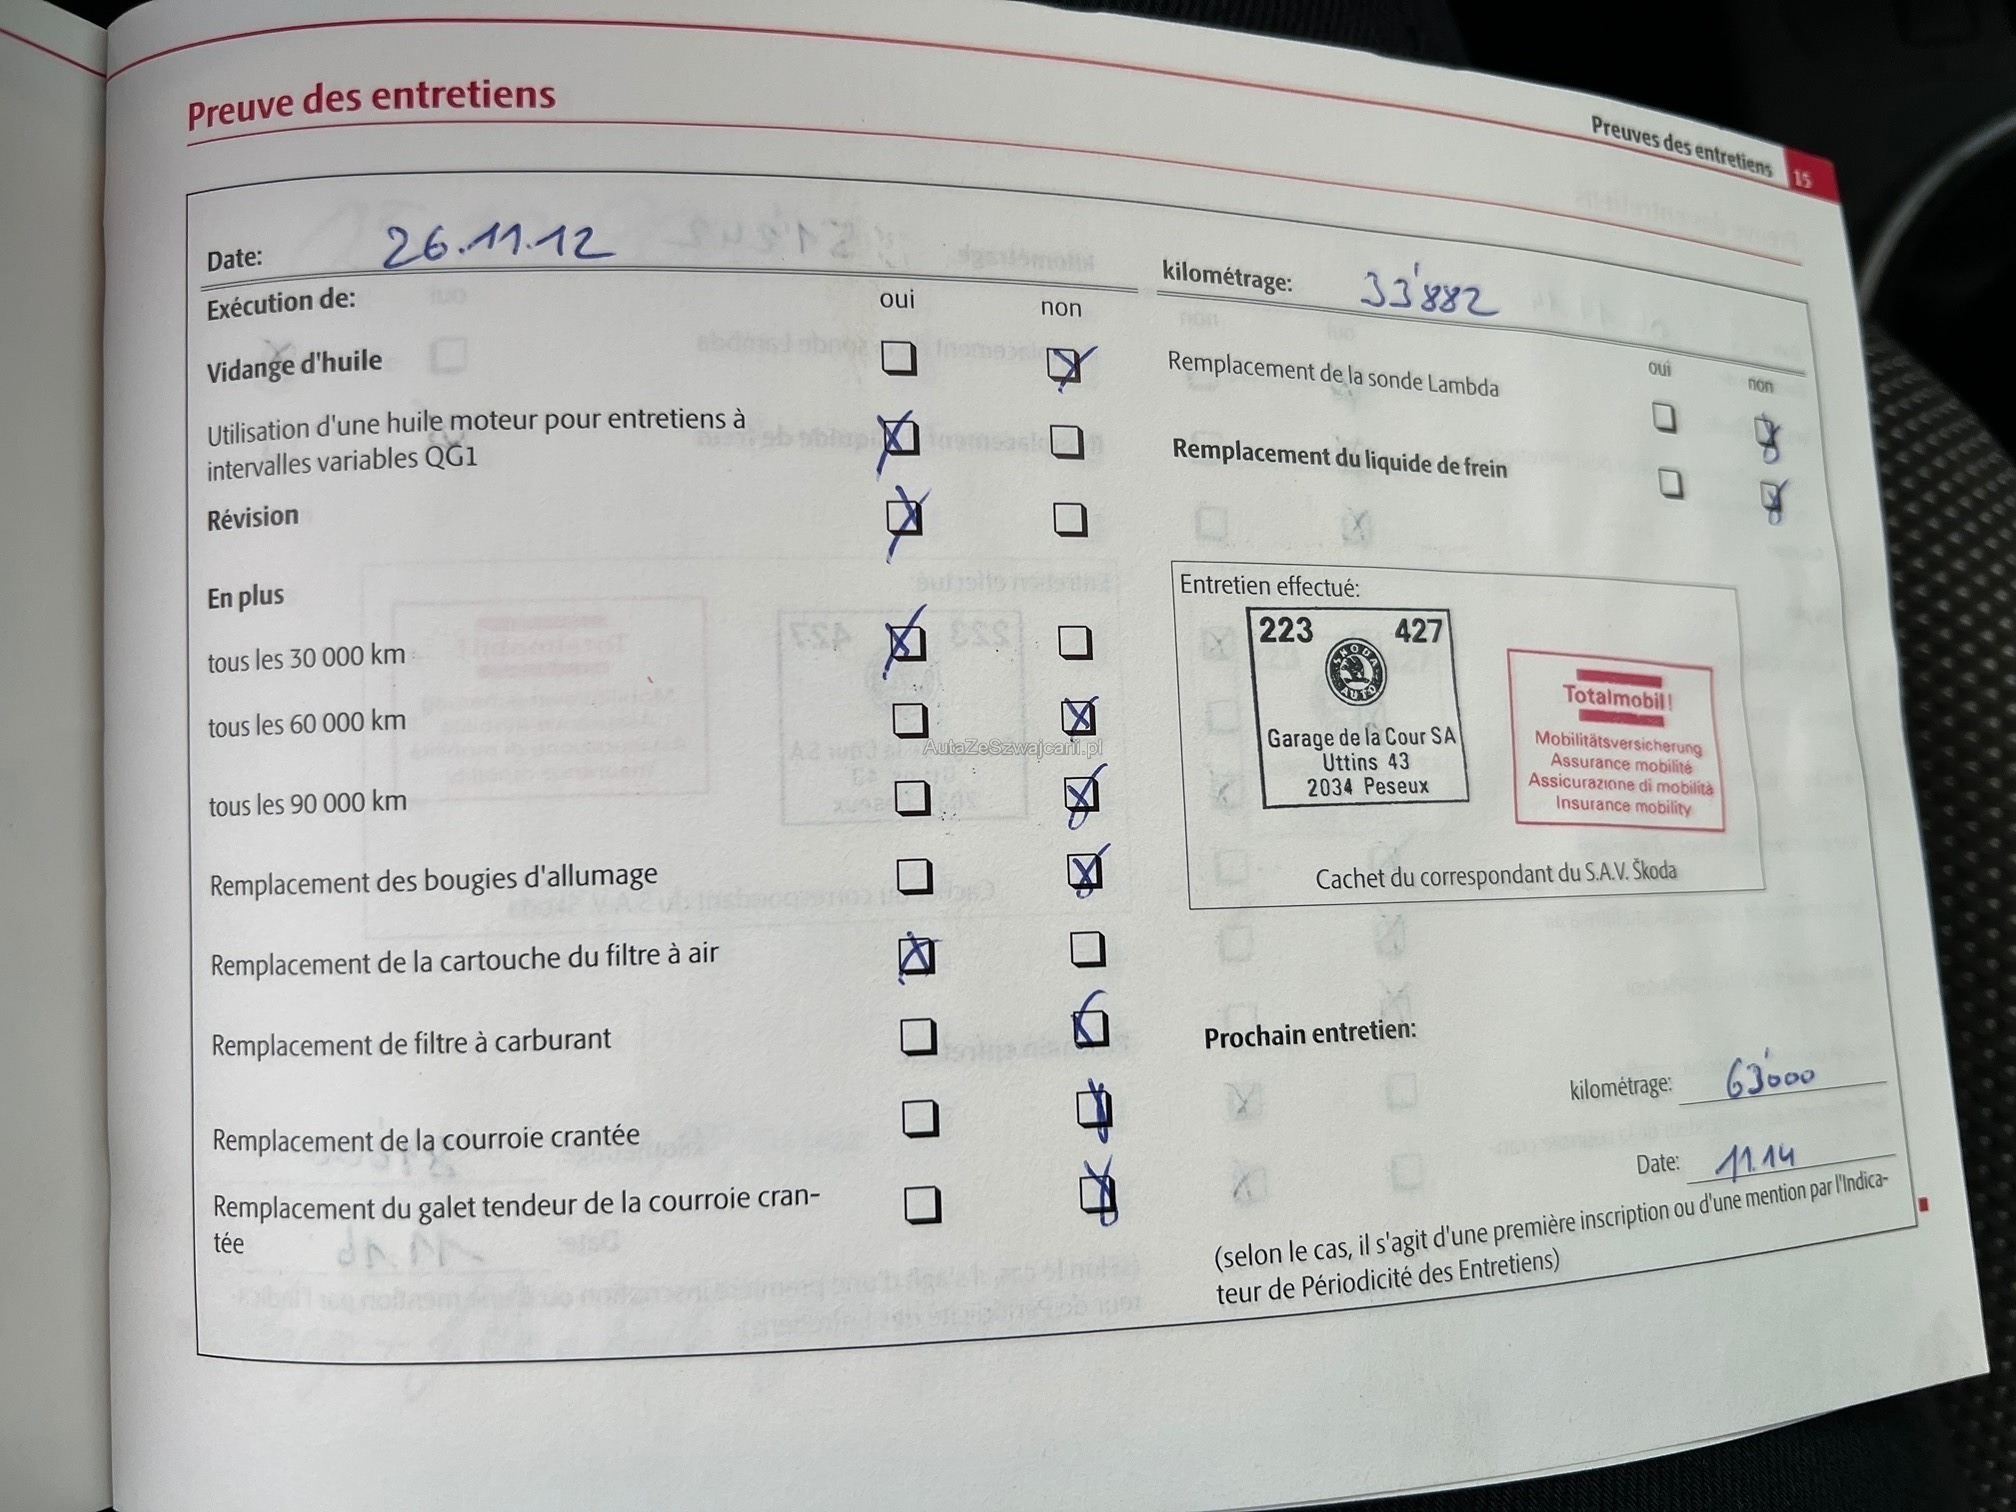 Preuve des entretiens
Preuves des entretiens 15
Date: 26.11.12
Exécution de: oui non
Vidange d'huile
Utilisation d'une huile moteur pour entretiens à
intervalles variables QG1
Révision
En plus
tous les 30 000 km
tous les 60 000 km
tous les 90 000 km
Remplacement des bougies d'allumage
Remplacement de la cartouche du filtre à air
Remplacement de filtre à carburant
Remplacement de la courroie crantée
Remplacement du galet tendeur de la courroie cran-
tée
kilométrage: 33'882
oui non
Remplacement de la sonde Lambda
Remplacement du liquide de frein
Entretien effectué:
223 427
SKODA
AUTO
Garage de la Cour SA
Uttins 43
2034 Peseux
Totalmobil!
Mobilitätsversicherung
Assurance mobilité
Assicurazione di mobilità
Insurance mobility
Cachet du correspondant du S.A.V. Škoda
Prochain entretien:
kilométrage: 63'000
Date: 11.14
(selon le cas, il s'agit d'une première inscription ou d'une mention par l'Indica-
teur de Périodicité des Entretiens)
AutaZeSzwajcarii.pl